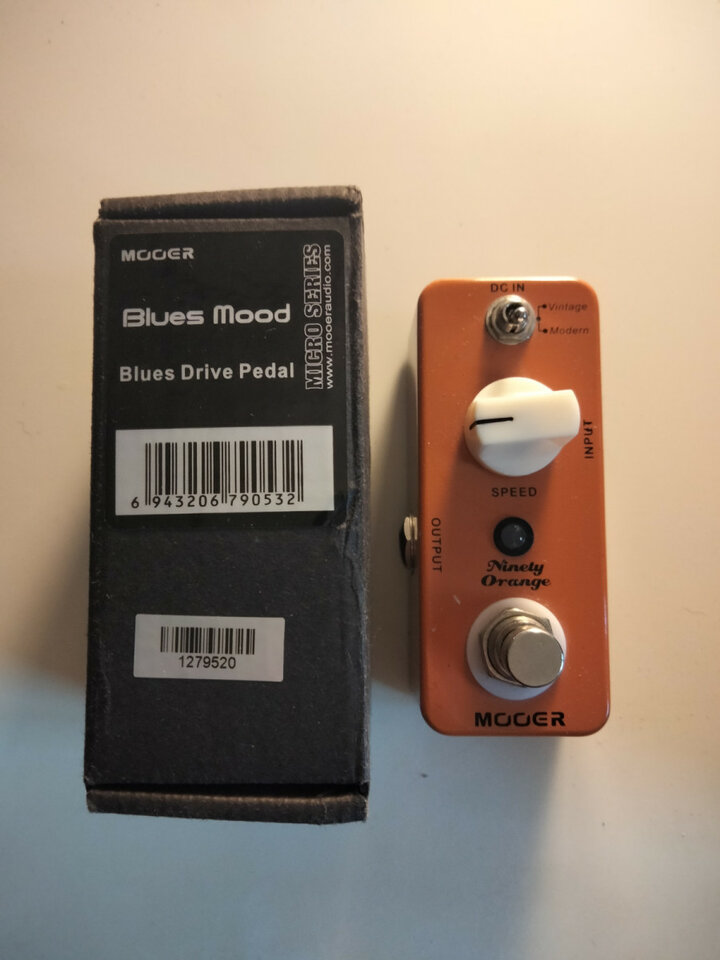 MOOER
Blues Mood
Blues Drive Pedal
MICRO SERIES
www.mooeraudio.com
6 943206 790532
1279520
DC IN
Vintage
Modern
INPUT
SPEED
OUTPUT
Ninety
Orange
MOOER